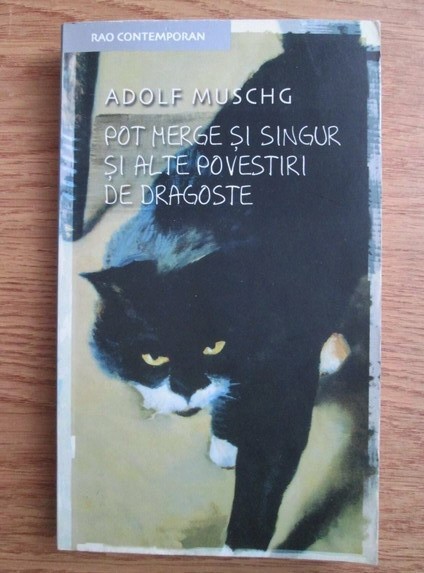 RAO CONTEMPORAN
ADOLF MUSCHG
POT MERGE ȘI SINGUR
ȘI ALTE POVESTIRI
DE DRAGOSTE